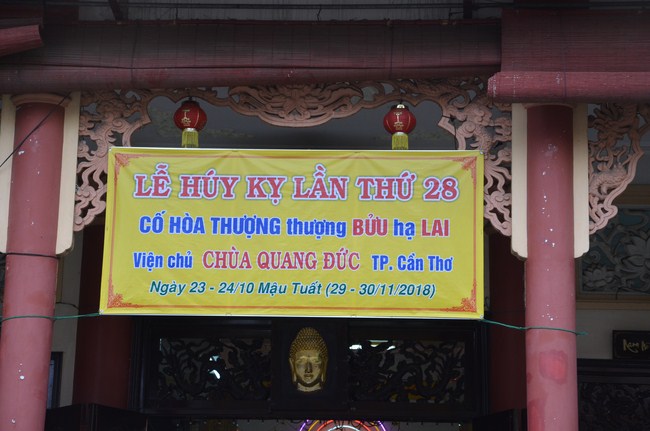 LỄ HÚY KỴ LẦN THỨ 28
CỐ HÒA THƯỢNG thượng BỬU hạ LAI
Viện chủ CHÙA QUANG ĐỨC TP. Cần Thơ
Ngày 23 - 24/10 Mậu Tuất (29 - 30/11/2018)